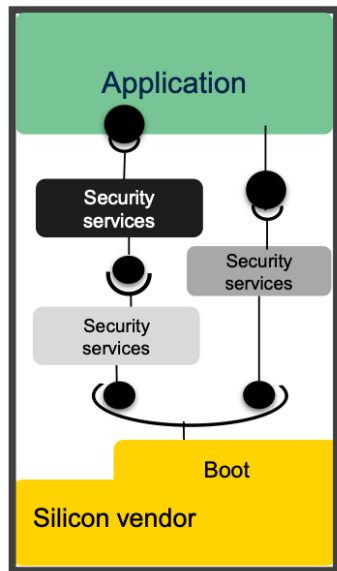 Application
Security
services
Security
services
Security
services
Boot
Silicon vendor